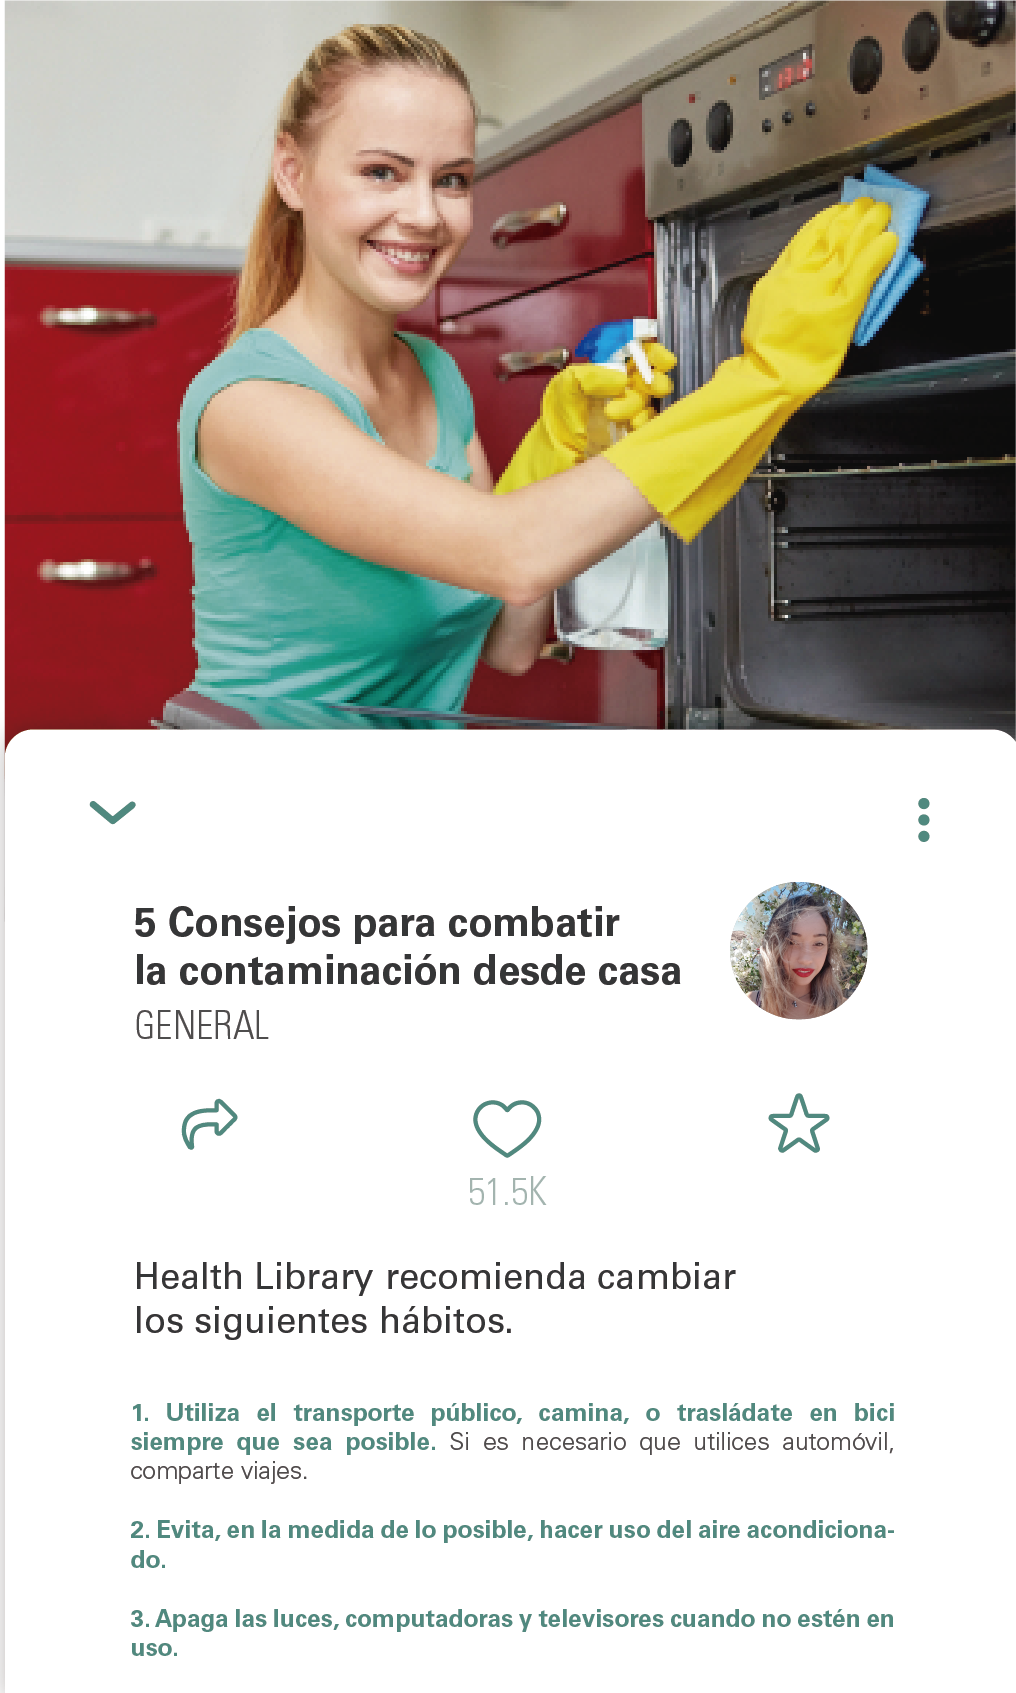 5 Consejos para combatir
la contaminación desde casa
GENERAL
51.5K
Health Library recomienda cambiar
los siguientes hábitos.
1. Utiliza el transporte público, camina, o trasládate en bici
siempre que sea posible. Si es necesario que utilices automóvil,
comparte viajes.
2. Evita, en la medida de lo posible, hacer uso del aire acondiciona-
do.
3. Apaga las luces, computadoras y televisores cuando no estén en
uso.